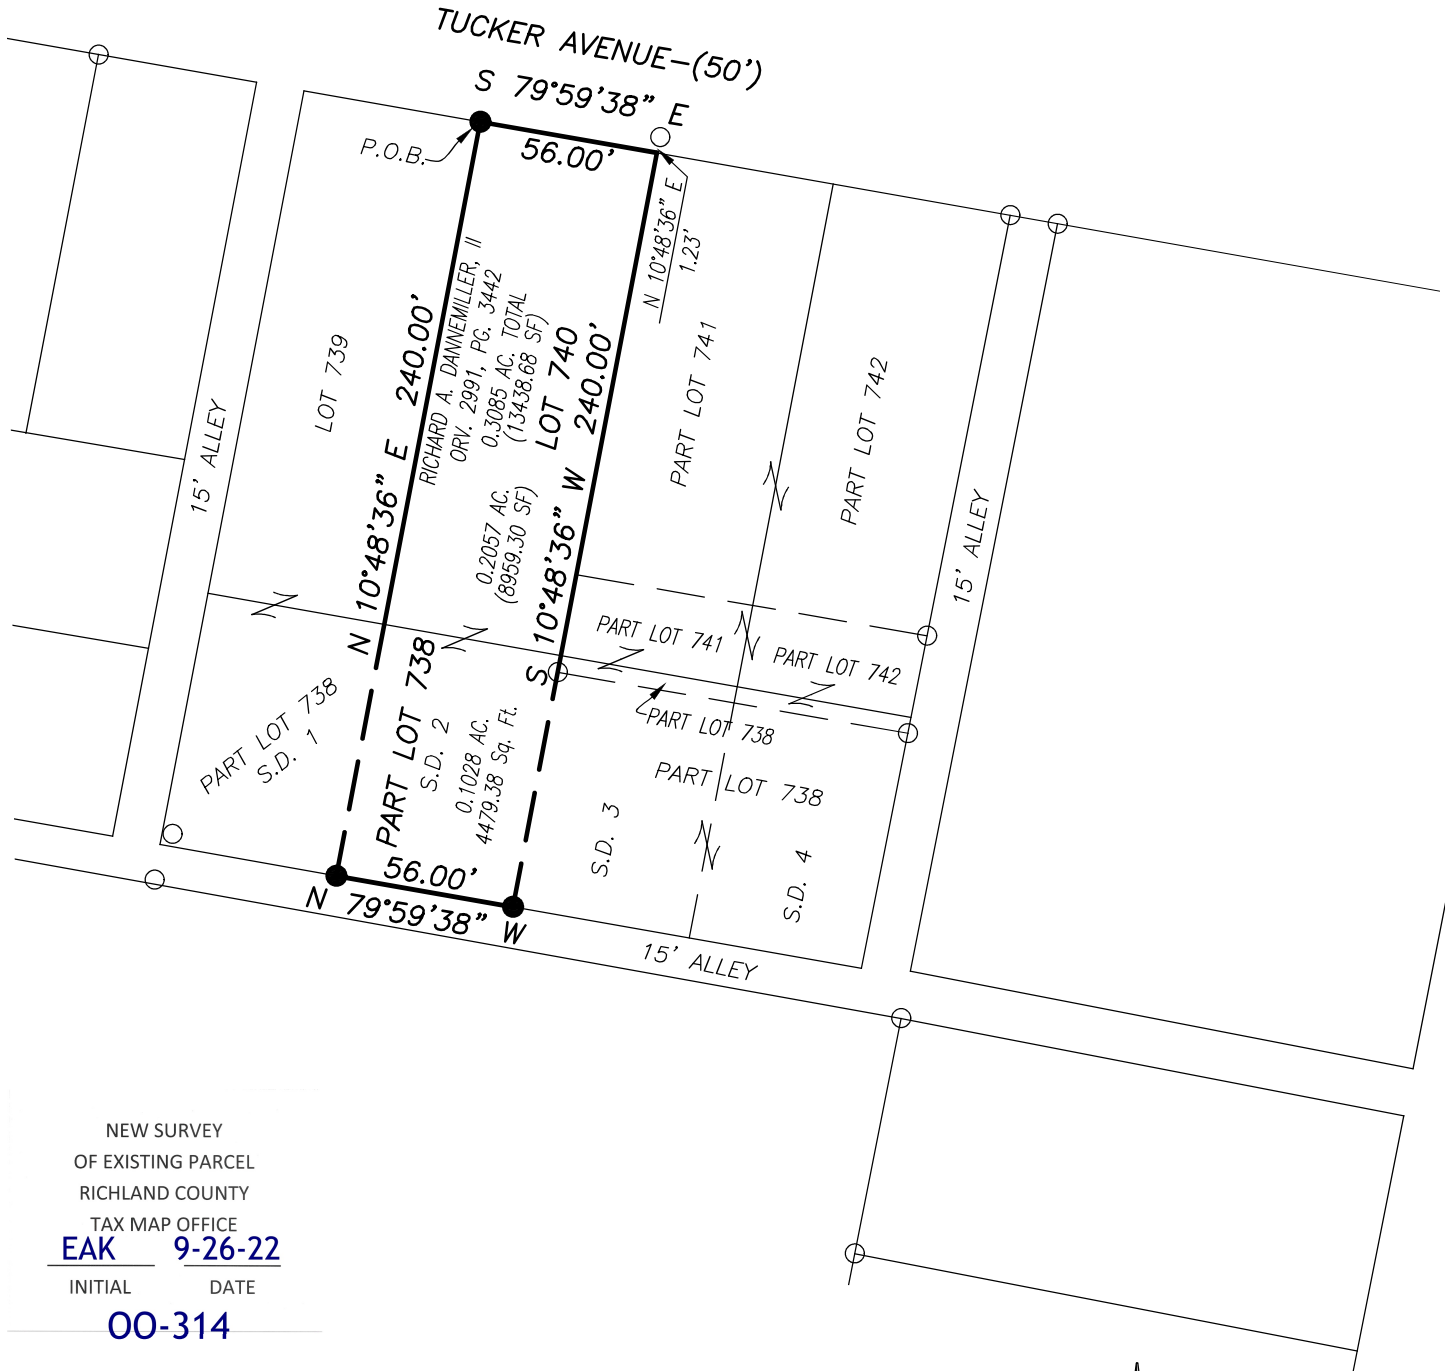 TUCKER AVENUE-(50')
S 79°59'38" E
56.00'
P.O.B.
N 10°48'36" E
1.23'
N 10°48'36" E 240.00'
RICHARD A. DANNEMILLER, II
ORV. 2991, PG. 3442
0.3085 AC. TOTAL
(13438.68 SF)
LOT 740
S 10°48'36" W 240.00'
0.2057 AC.
(8959.30 SF)
LOT 739
15' ALLEY
PART LOT 741
PART LOT 742
15' ALLEY
PART LOT 741
PART LOT 742
PART LOT 738
PART LOT 738
S.D. 1
PART LOT 738
S.D. 2
0.1028 AC.
4479.38 Sq. Ft.
PART LOT 738
S.D. 3
S.D. 4
56.00'
N 79°59'38" W
15' ALLEY
NEW SURVEY
OF EXISTING PARCEL
RICHLAND COUNTY
TAX MAP OFFICE
EAK 9-26-22
INITIAL DATE
OO-314